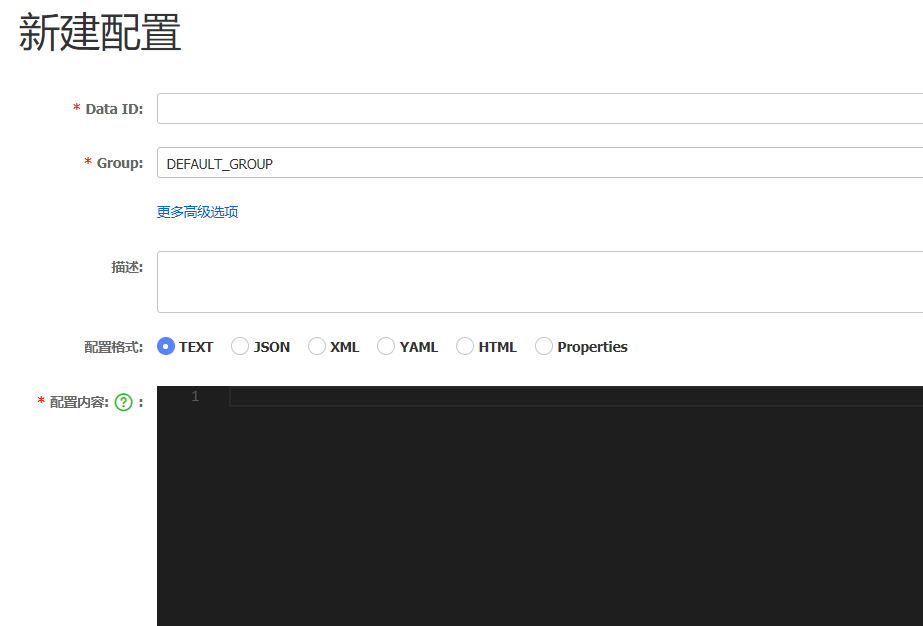 新建配置
* Data ID:
* Group: DEFAULT_GROUP
更多高级选项
描述:
配置格式: TEXT JSON XML YAML HTML Properties
* 配置内容: ? :
1